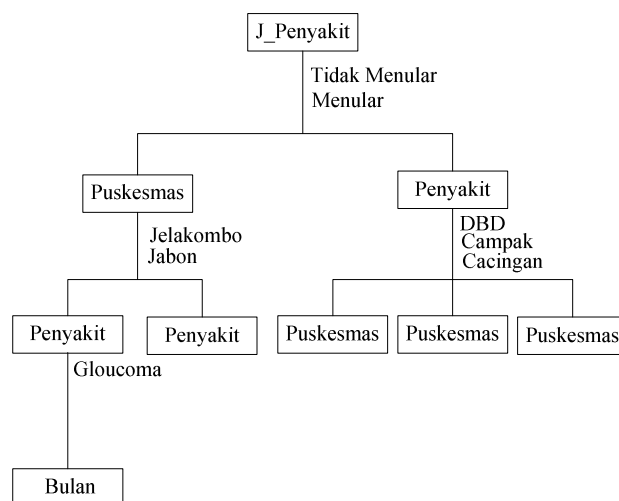 J_Penyakit
Tidak Menular
Menular
Puskesmas
Penyakit
Jelakombo
Jabon
DBD
Campak
Cacingan
Penyakit
Penyakit
Puskesmas
Puskesmas
Puskesmas
Gloucoma
Bulan